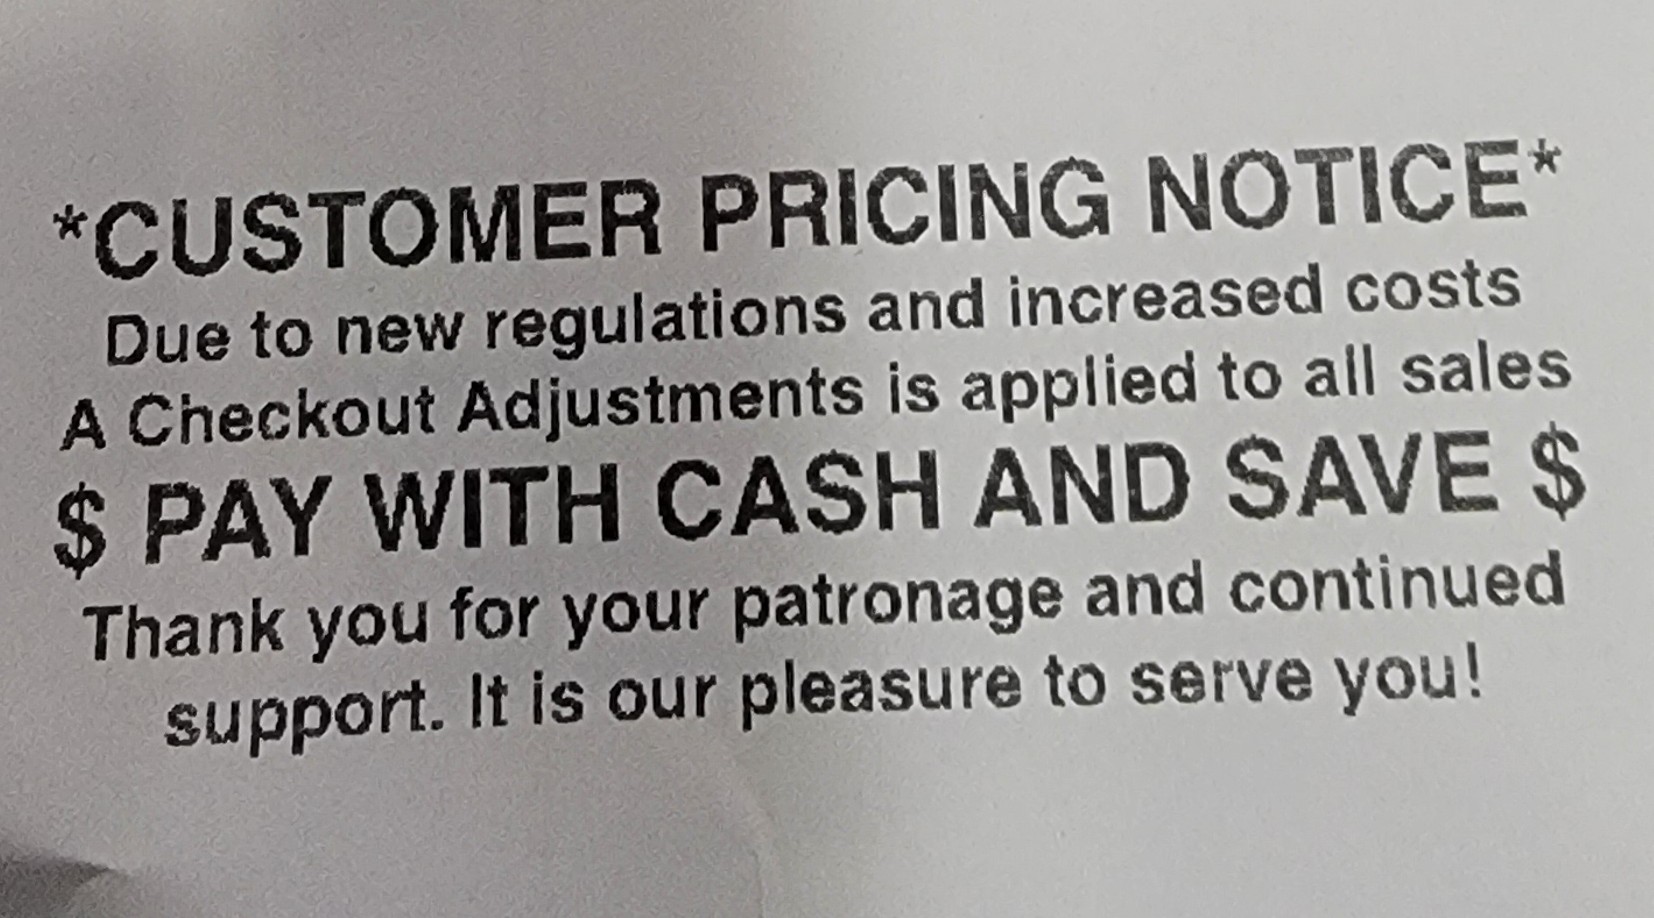 *CUSTOMER PRICING NOTICE*
Due to new regulations and increased costs
A Checkout Adjustments is applied to all sales
$ PAY WITH CASH AND SAVE $
Thank you for your patronage and continued
support. It is our pleasure to serve you!